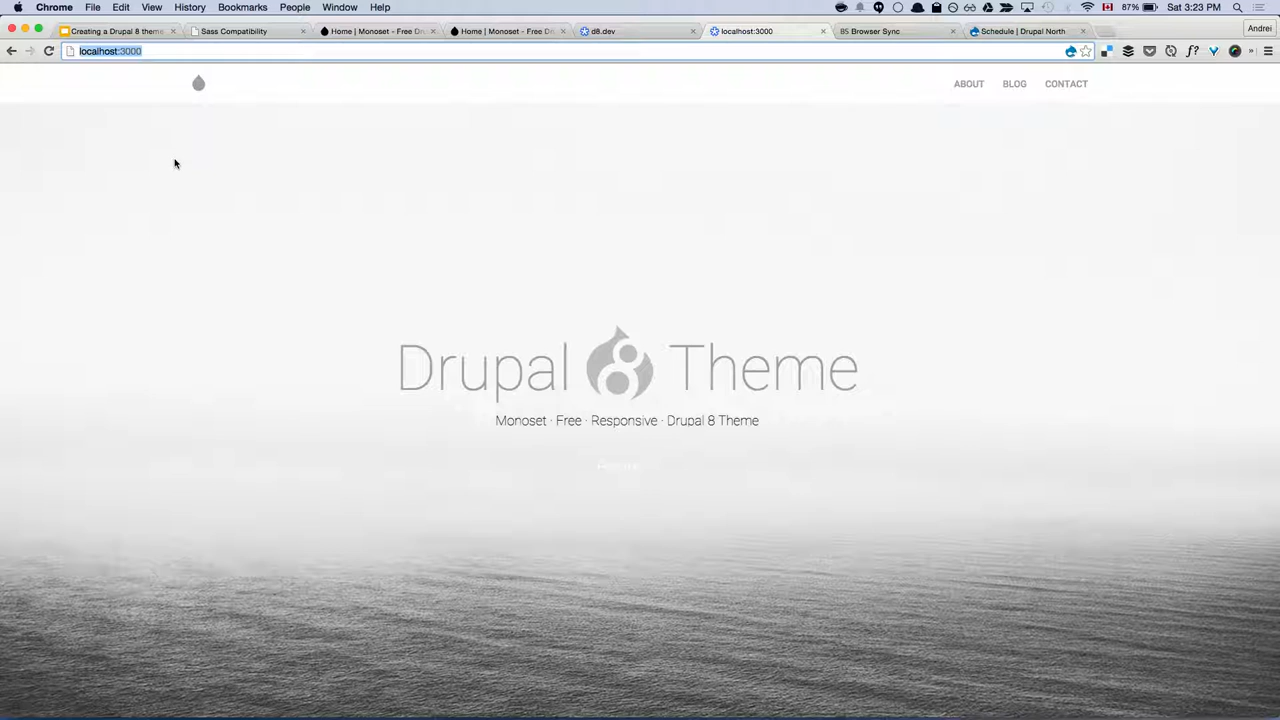 Chrome File Edit View History Bookmarks People Window Help 87% Sat 3:23 PM
Creating a Drupal 8 theme Sass Compatibility Home | Monoset - Free Dru Home | Monoset - Free Dr d8.dev localhost:3000 BS Browser Sync Schedule | Drupal North Andrei
localhost:3000
ABOUT BLOG CONTACT
Drupal 8 Theme
Monoset · Free · Responsive · Drupal 8 Theme